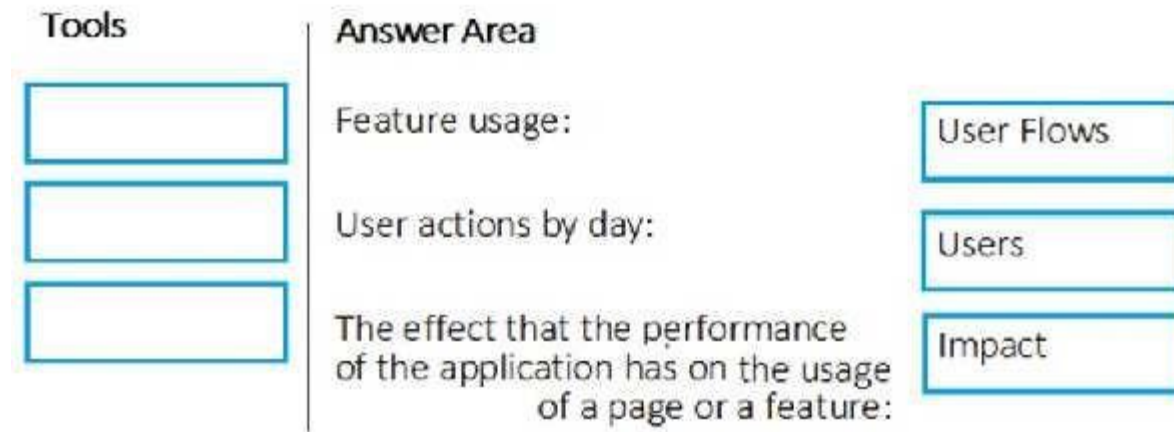 Tools
Answer Area
Feature usage:
User Flows
User actions by day:
Users
The effect that the performance
of the application has on the usage
of a page or a feature:
Impact